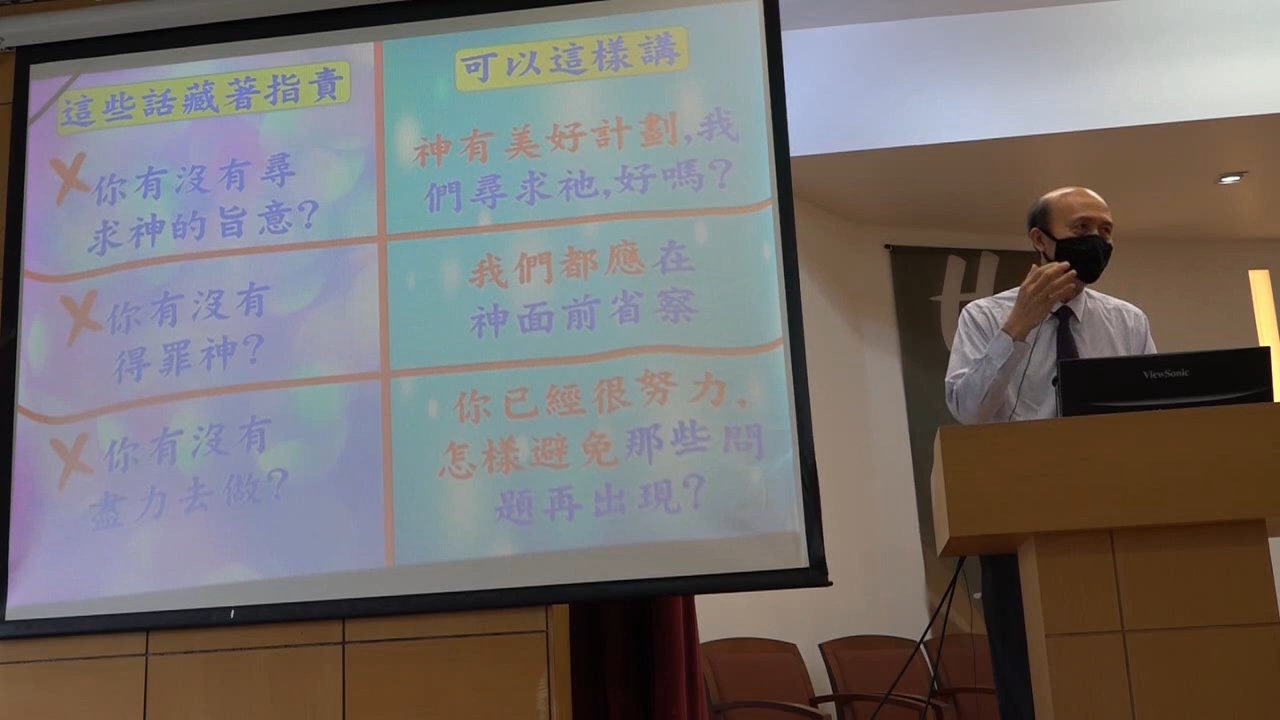 這些話藏著指責
可以這樣講
你有沒有尋
求神的旨意?
神有美好計劃,我
們尋求祂,好嗎?
你有沒有
得罪神?
我們都應在
神面前省察
你有沒有
盡力去做?
你已經很努力,
怎樣避免那些問
題再出現?
ViewSonic